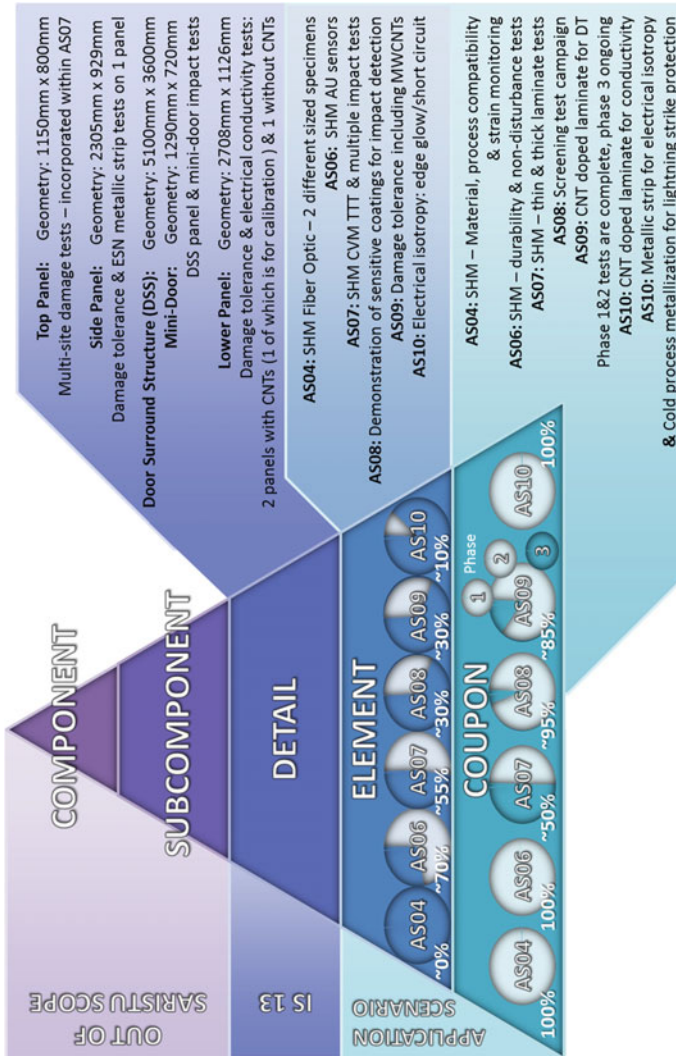 OUT OF
SARISTU SCOPE
IS 13
APPLICATION
SCENARIO
COMPONENT
SUBCOMPONENT
DETAIL
ELEMENT
AS04
AS06
AS07
AS08
AS09
AS10
~0%
~70%
~55%
~30%
~30%
~10%
COUPON
Phase
1
2
3
AS04
AS06
AS07
AS08
AS09
AS10
100%
100%
~50%
~95%
~85%
100%
Top Panel: Geometry: 1150mm x 800mm
Multi-site damage tests – incorporated within AS07
Side Panel: Geometry: 2305mm x 929mm
Damage tolerance & ESN metallic strip tests on 1 panel
Door Surround Structure (DSS): Geometry: 5100mm x 3600mm
Mini-Door: Geometry: 1290mm x 720mm
DSS panel & mini-door impact tests
Lower Panel: Geometry: 2708mm x 1126mm
Damage tolerance & electrical conductivity tests:
2 panels with CNTs (1 of which is for calibration ) & 1 without CNTs
AS04: SHM Fiber Optic – 2 different sized specimens
AS06: SHM AU sensors
AS07: SHM CVM TTT & multiple impact tests
AS08: Demonstration of sensitive coatings for impact detection
AS09: Damage tolerance including MWCNTs
AS10: Electrical isotropy: edge glow/short circuit
AS04: SHM – Material, process compatibility
& strain monitoring
AS06: SHM – durability & non-disturbance tests
AS07: SHM – thin & thick laminate tests
AS08: Screening test campaign
AS09: CNT doped laminate for DT
Phase 1&2 tests are complete, phase 3 ongoing
AS10: CNT doped laminate for conductivity
AS10: Metallic strip for electrical isotropy
& Cold process metallization for lightning strike protection